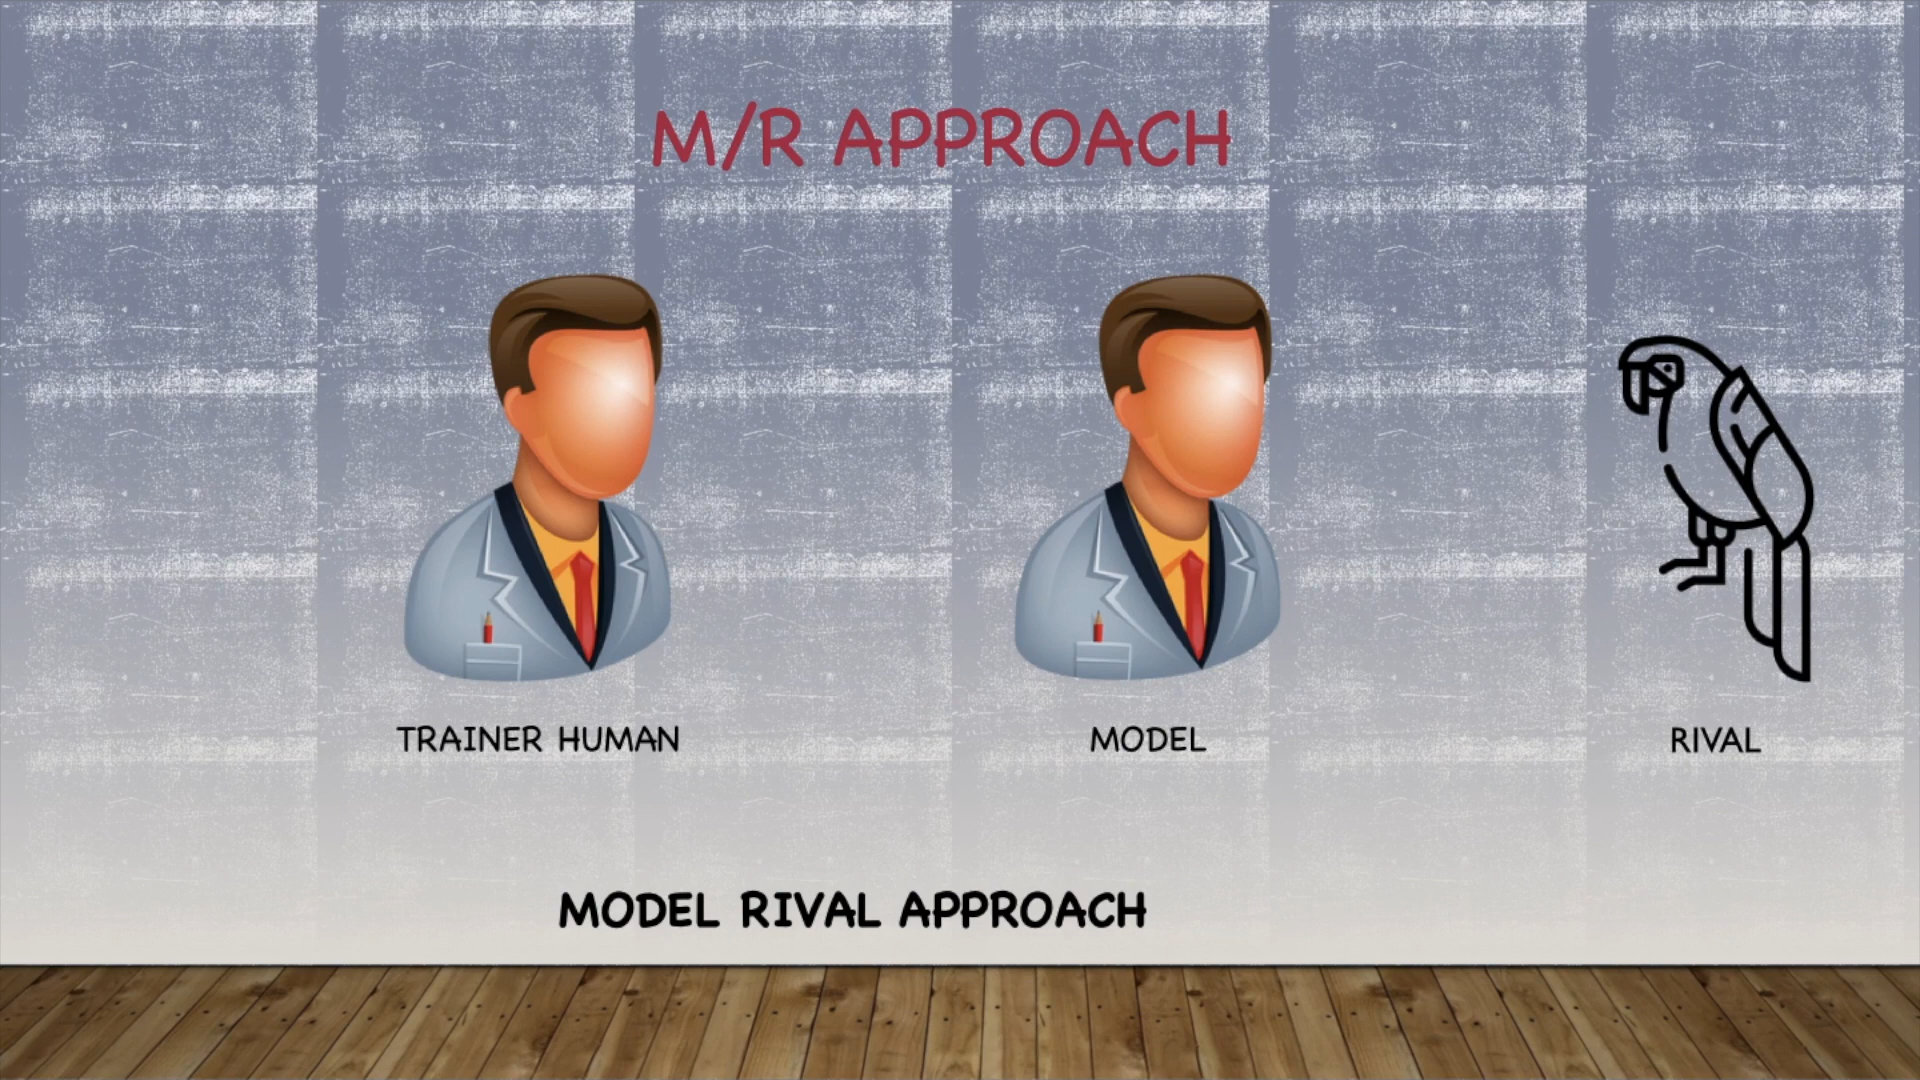 M/R APPROACH
TRAINER HUMAN
MODEL
RIVAL
MODEL RIVAL APPROACH